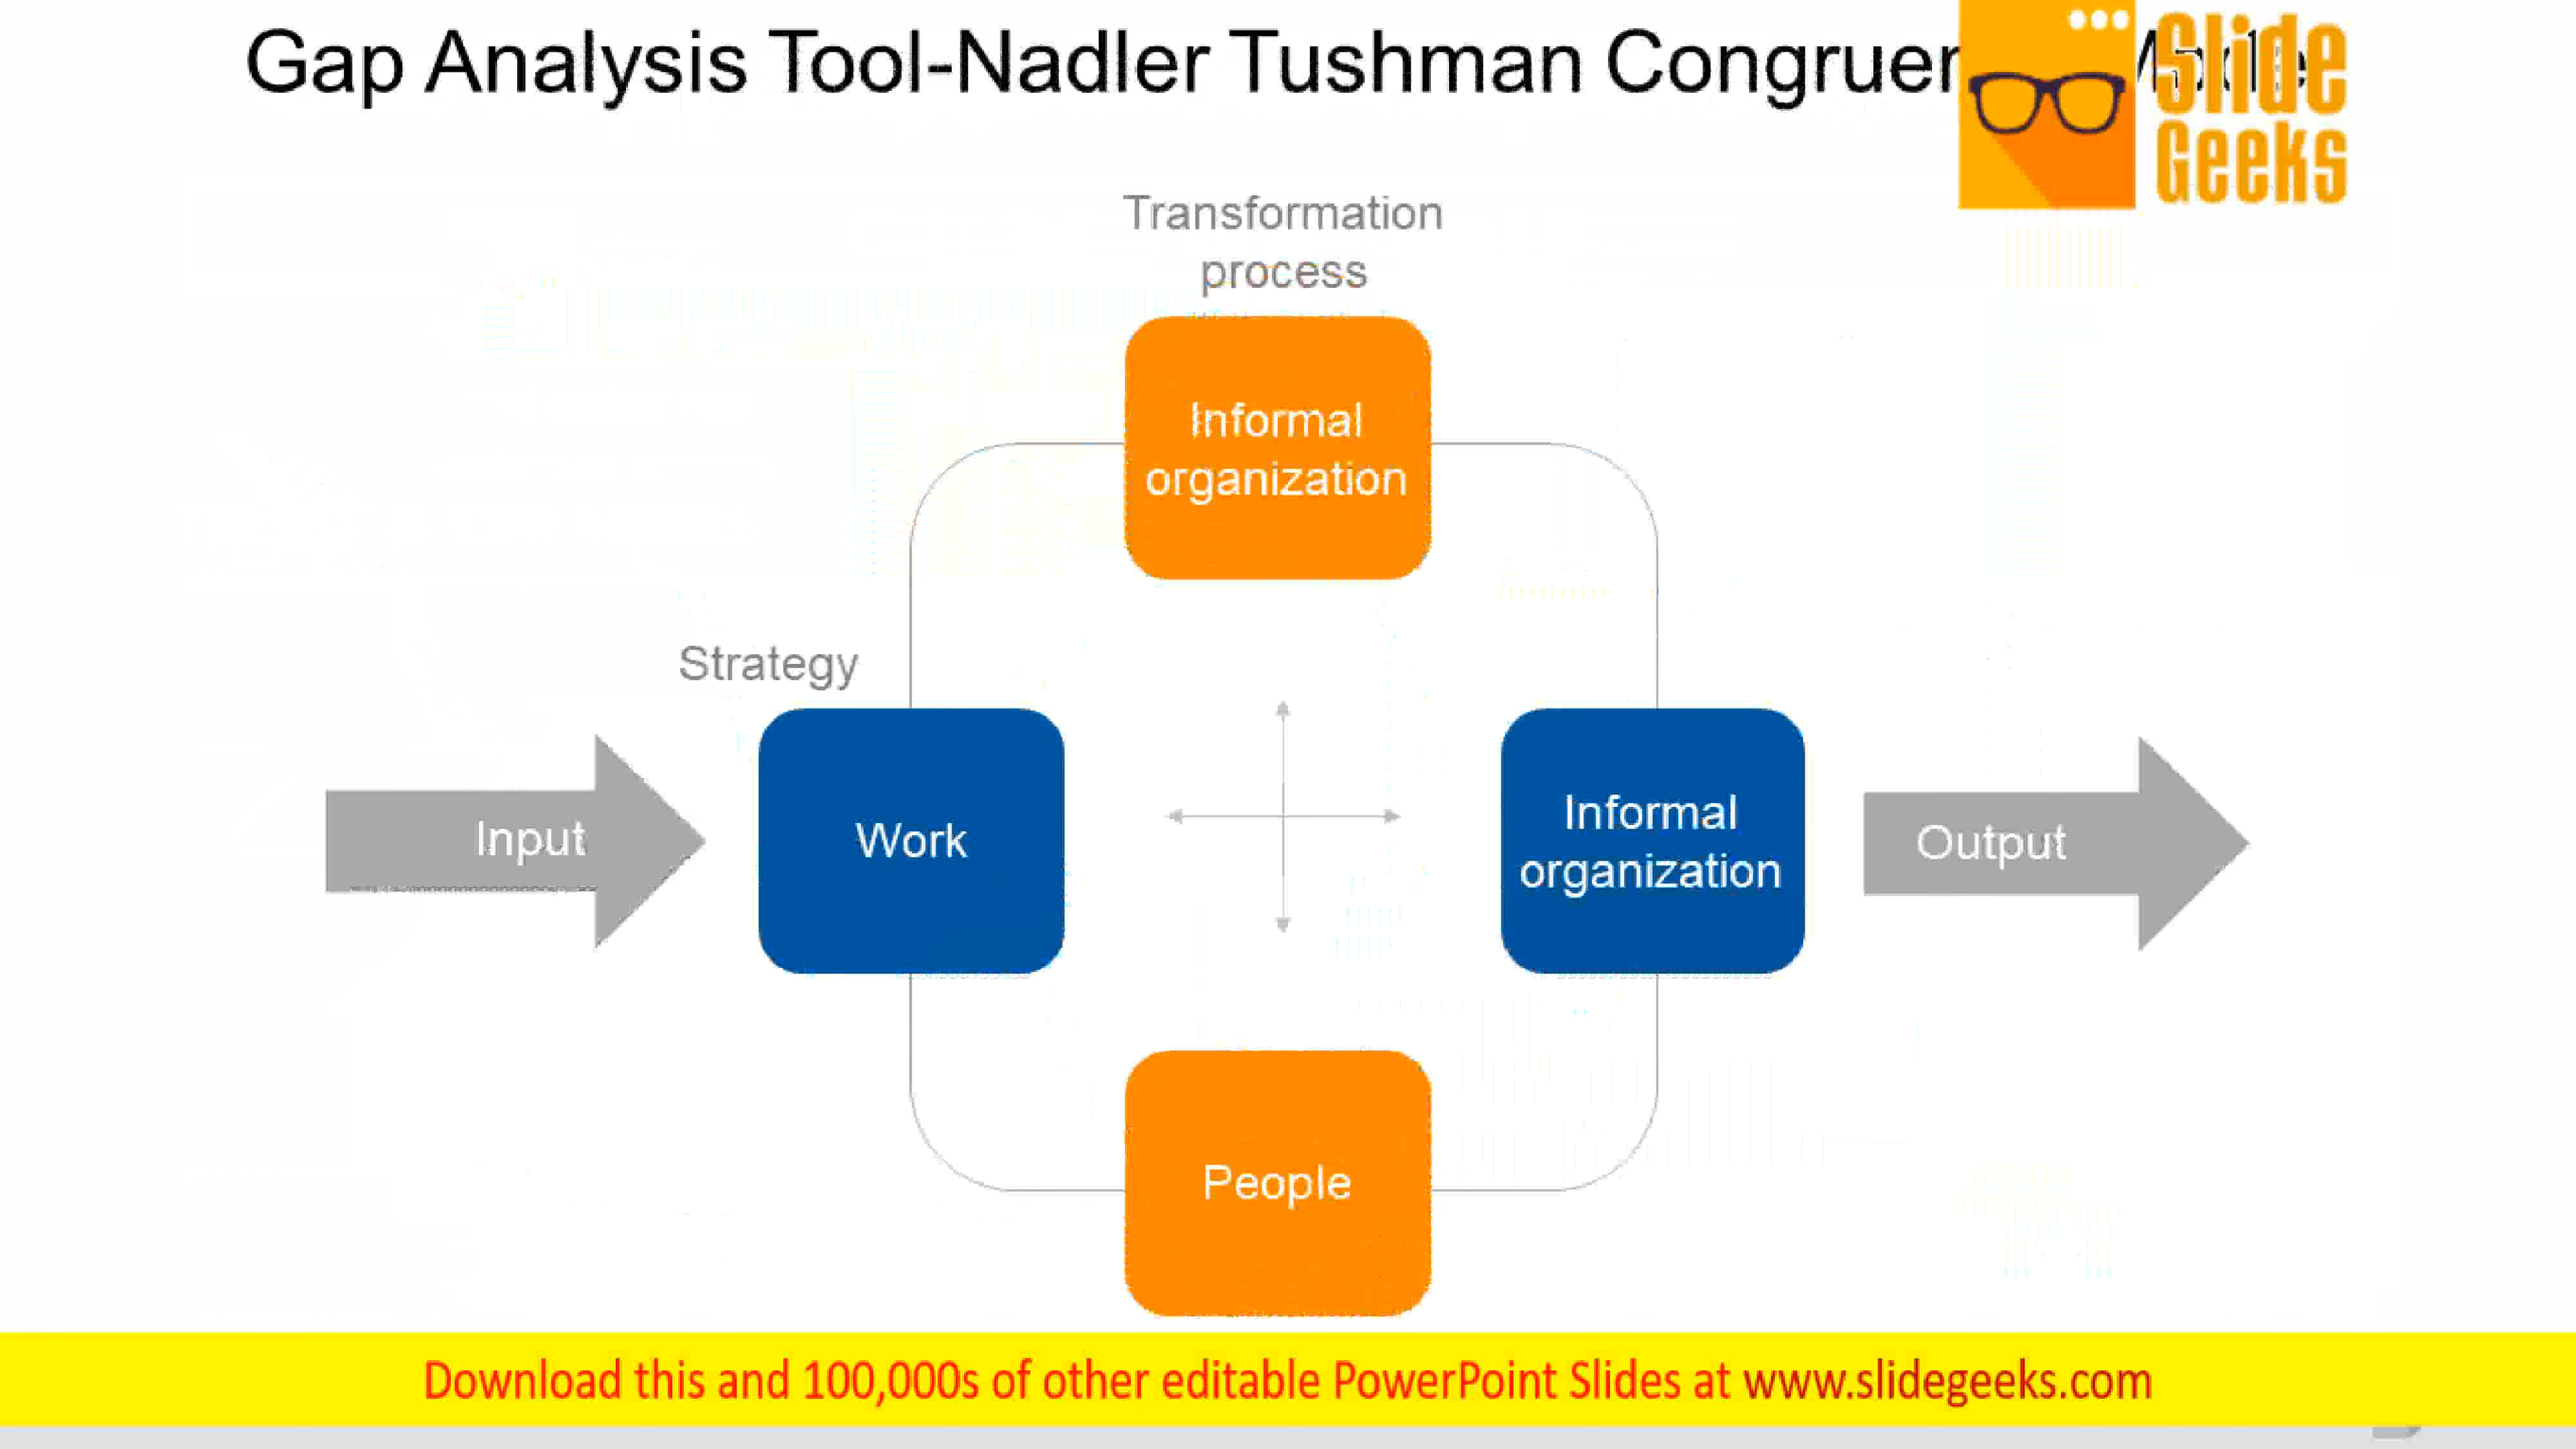 Gap Analysis Tool-Nadler Tushman
Slide
Geeks
Transformation
process
Informal
organization
Strategy
Input
Work
Informal
organization
Output
People
Download this and 100,000s of other editable PowerPoint Slides at www.slidegeeks.com